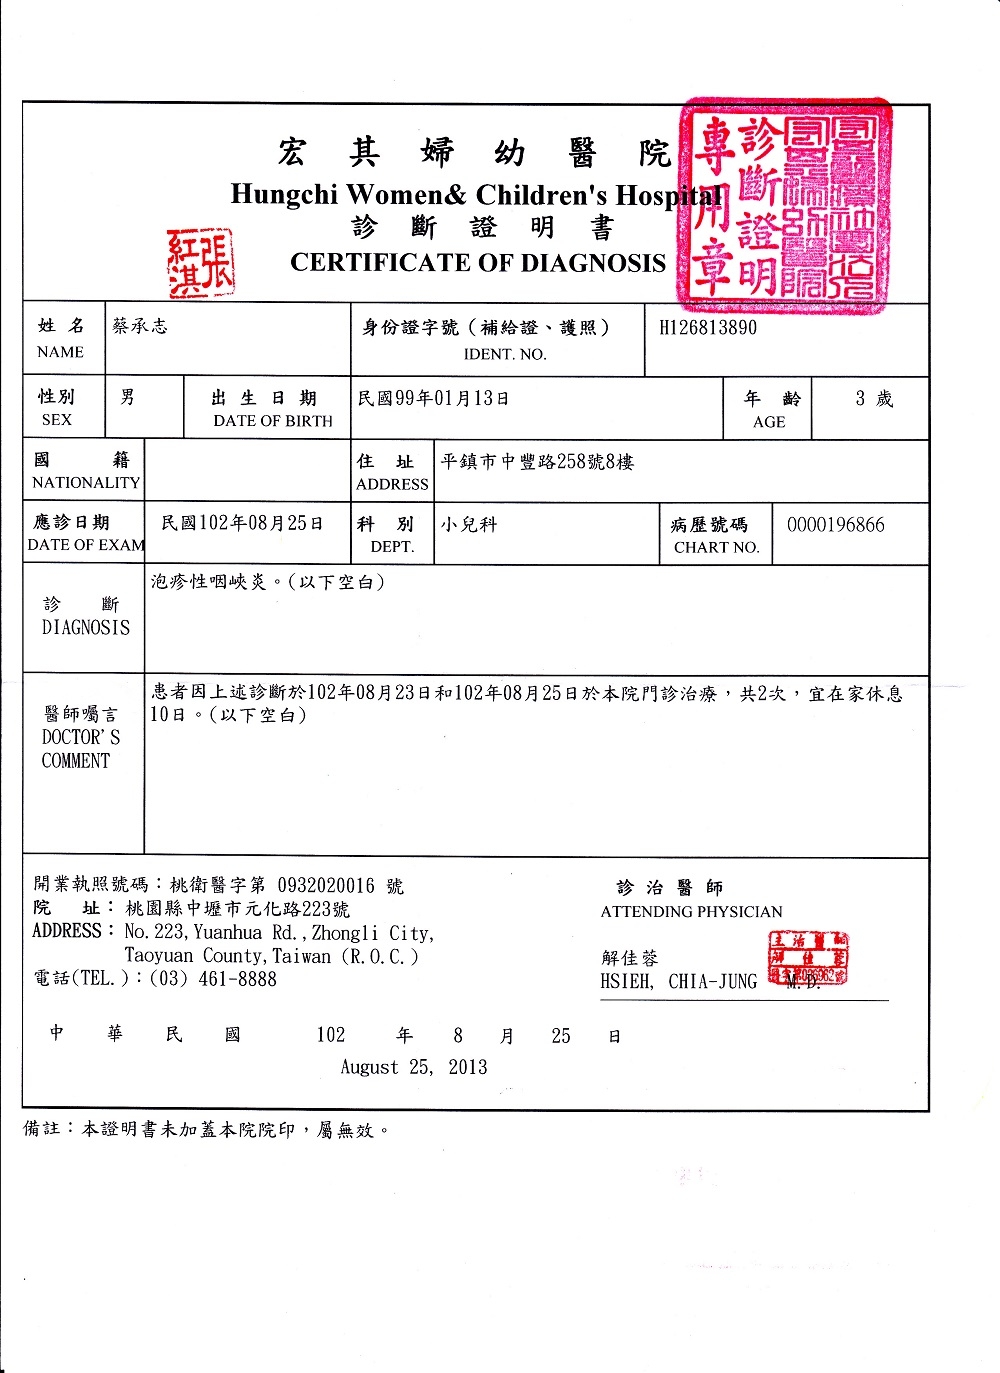 宏其婦幼醫院
Hungchi Women& Children's Hospital
診斷證明書
CERTIFICATE OF DIAGNOSIS
張紅淇
診斷證明專用章
姓名 NAME 蔡承志 身份證字號(補給證、護照) IDENT. NO. H126813890
性別 SEX 男 出生日期 DATE OF BIRTH 民國99年01月13日 年齡 AGE 3 歲
國籍 NATIONALITY 住址 ADDRESS 平鎮市中豐路258號8樓
應診日期 DATE OF EXAM 民國102年08月25日 科別 DEPT. 小兒科 病歷號碼 CHART NO. 0000196866
診斷 DIAGNOSIS
泡疹性咽峽炎。(以下空白)
醫師囑言 DOCTOR'S COMMENT
患者因上述診斷於102年08月23日和102年08月25日於本院門診治療，共2次，宜在家休息
10日。(以下空白)
開業執照號碼：桃衛醫字第 0932020016 號
院 址：桃園縣中壢市元化路223號
ADDRESS：No.223,Yuanhua Rd.,Zhongli City,
Taoyuan County,Taiwan (R.O.C.)
電話(TEL.)：(03) 461-8888
診治醫師
ATTENDING PHYSICIAN
解佳蓉
HSIEH, CHIA-JUNG M.D.
主治醫師
解佳蓉
中華民國 102 年 8 月 25 日
August 25, 2013
備註：本證明書未加蓋本院院印，屬無效。